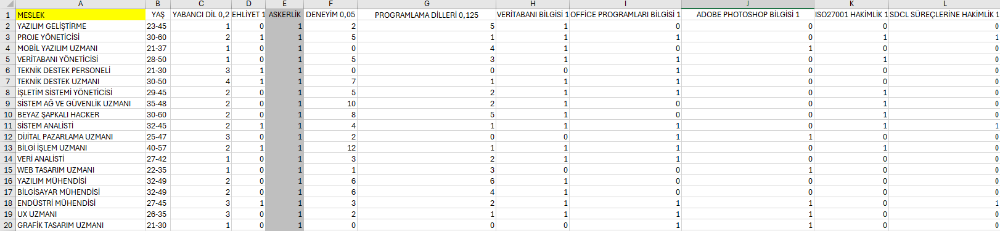 A B C D E F G H I J K L
1 MESLEK YAŞ YABANCI DİL 0,2 EHLİYET 1 ASKERLİK DENEYİM 0,05 PROGRAMLAMA DİLLERİ 0,125 VERİTABANI BİLGİSİ 1 OFFICE PROGRAMLARI BİLGİSİ 1 ADOBE PHOTOSHOP BİLGİSİ 1 ISO27001 HAKİMLİK 1 SDCL SÜREÇLERİNE HAKİMLİK 1
2 YAZILIM GELİŞTİRME 23-45 1 0 1 2 5 1 0 0 0 0
3 PROJE YÖNETİCİSİ 30-60 2 1 1 5 1 1 1 0 1 1
4 MOBİL YAZILIM UZMANI 21-37 1 0 1 0 4 1 0 1 0 0
5 VERİTABANI YÖNETİCİSİ 28-50 1 0 1 5 3 1 1 0 1 0
6 TEKNİK DESTEK PERSONELİ 21-30 3 1 1 0 0 0 1 0 0 0
7 TEKNİK DESTEK UZMANI 30-50 4 1 1 7 1 1 1 0 0 0
8 İŞLETİM SİSTEMİ YÖNETİCİSİ 29-45 2 0 1 5 2 1 1 0 1 0
9 SİSTEM AĞ VE GÜVENLİK UZMANI 35-48 2 0 1 10 2 1 0 0 1 0
10 BEYAZ ŞAPKALI HACKER 30-60 2 0 1 8 5 1 0 0 1 0
11 SİSTEM ANALİSTİ 32-45 2 1 1 4 1 1 1 0 1 1
12 DİJİTAL PAZARLAMA UZMANI 25-47 3 0 1 2 0 0 1 1 0 0
13 BİLGİ İŞLEM UZMANI 40-57 2 1 1 12 1 1 1 0 1 0
14 VERİ ANALİSTİ 27-42 1 0 1 3 2 1 1 0 0 0
15 WEB TASARIM UZMANI 22-35 1 0 1 1 3 0 0 1 0 0
16 YAZILIM MÜHENDİSİ 32-49 2 0 1 6 6 1 0 0 0 0
17 BİLGİSAYAR MÜHENDİSİ 32-49 2 0 1 6 4 1 0 0 0 0
18 ENDÜSTRİ MÜHENDİSİ 27-45 3 1 1 3 2 1 1 1 0 1
19 UX UZMANI 26-35 3 0 1 2 1 1 1 1 0 0
20 GRAFİK TASARIM UZMANI 21-30 1 0 1 0 0 0 1 1 0 0